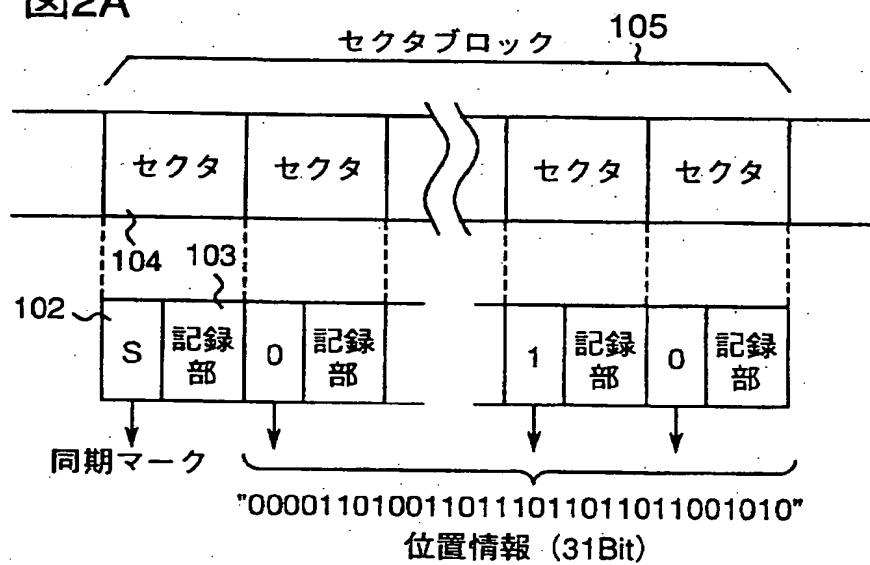 図2A
セクタブロック 105
セクタ セクタ セクタ セクタ
104 103
102
S 記録部 0 記録部 1 記録部 0 記録部
同期マーク
"0000110100110111011011011001010"
位置情報 (31Bit)